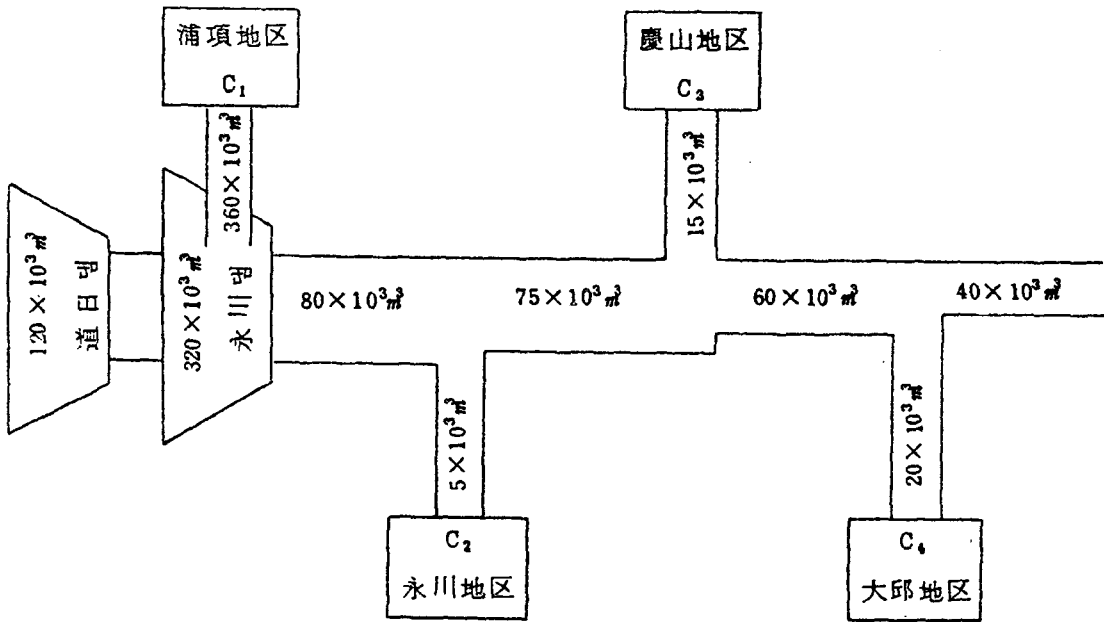 浦項地区
C₁
360×10³㎥
慶山地区
C₃
15×10³㎥
120×10³㎥
道日댐
320×10³㎥
永川댐
80×10³㎥
75×10³㎥
60×10³㎥
40×10³㎥
5×10³㎥
C₂
永川地区
20×10³㎥
C₄
大邱地区